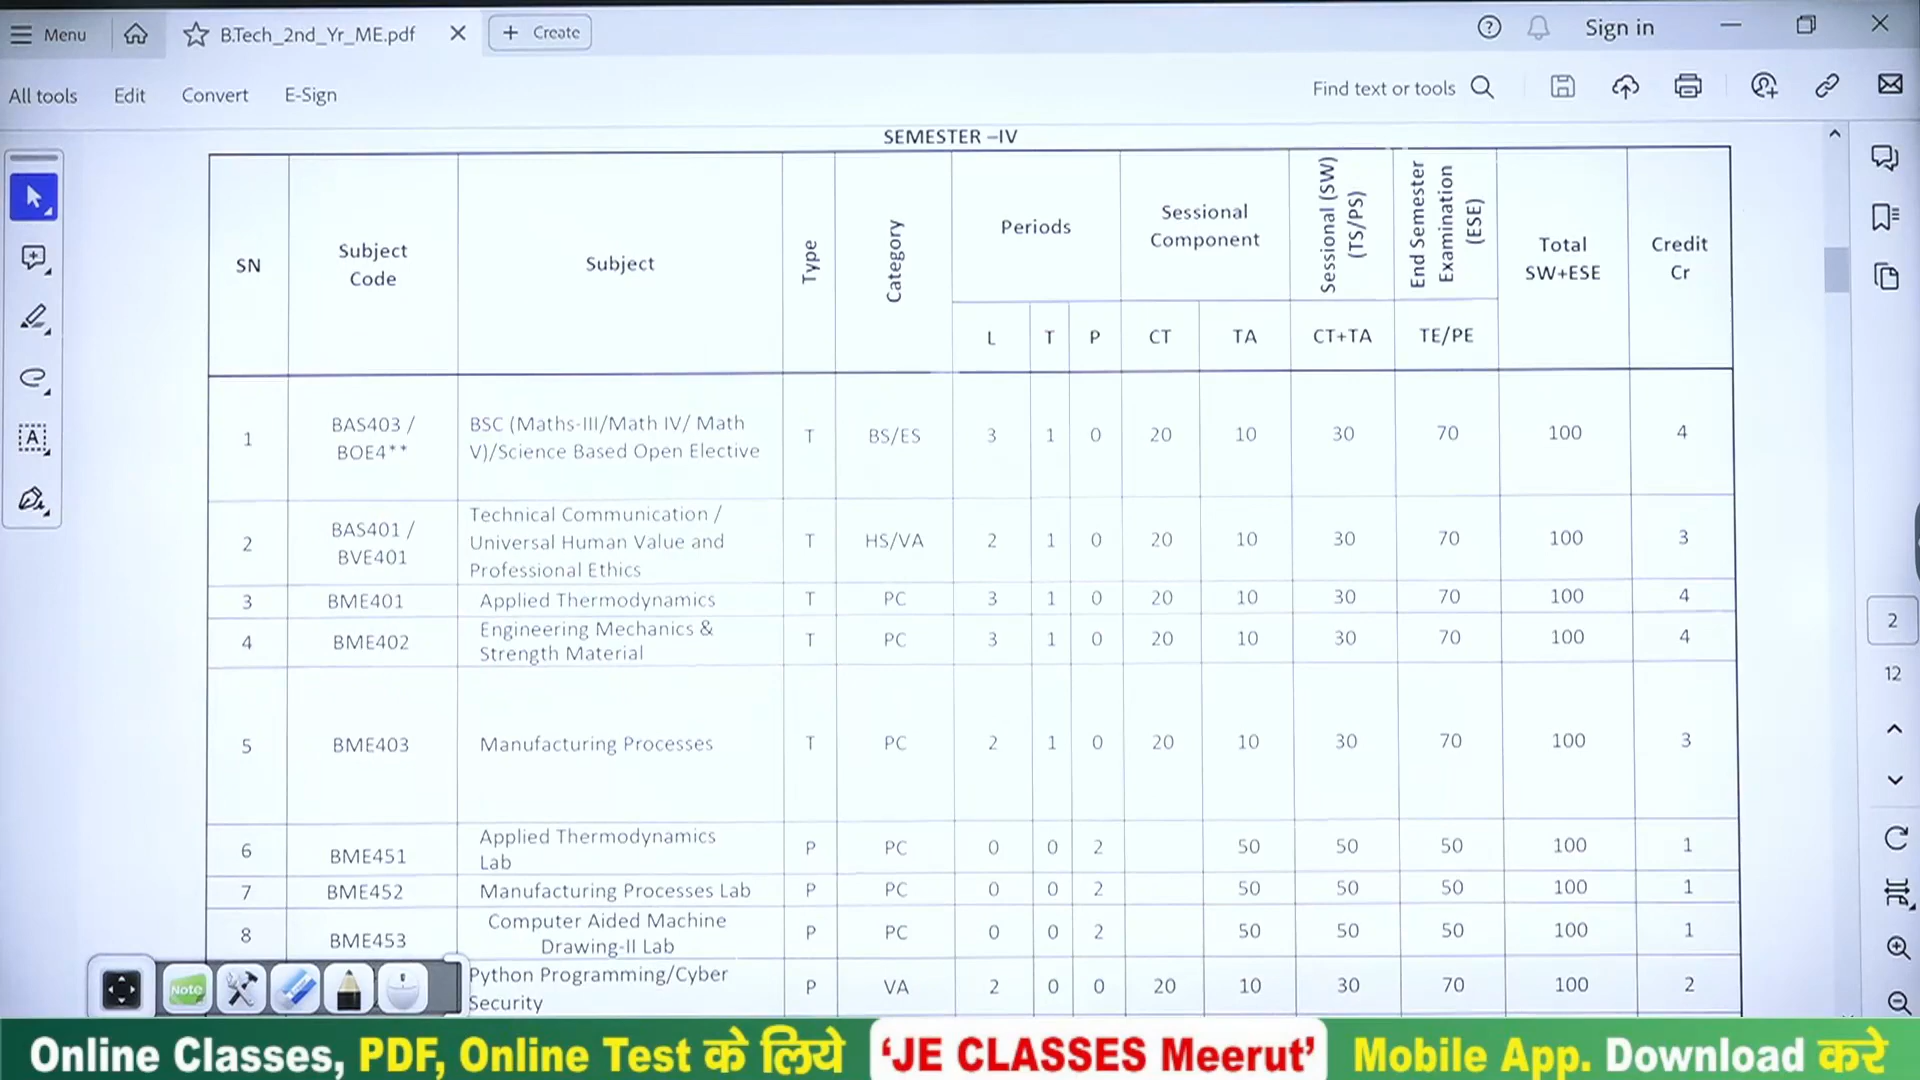 Menu
B.Tech_2nd_Yr_ME.pdf
+ Create
Sign in
All tools
Edit
Convert
E-Sign
Find text or tools
SEMESTER –IV
SN
Subject Code
Subject
Type
Category
Periods
Sessional Component
Sessional (SW) (TS/PS)
End Semester Examination (ESE)
Total SW+ESE
Credit Cr
L T P CT TA CT+TA TE/PE
1 BAS403 / BOE4** BSC (Maths-III/Math IV/ Math V)/Science Based Open Elective T BS/ES 3 1 0 20 10 30 70 100 4
2 BAS401 / BVE401 Technical Communication / Universal Human Value and Professional Ethics T HS/VA 2 1 0 20 10 30 70 100 3
3 BME401 Applied Thermodynamics T PC 3 1 0 20 10 30 70 100 4
4 BME402 Engineering Mechanics & Strength Material T PC 3 1 0 20 10 30 70 100 4
5 BME403 Manufacturing Processes T PC 2 1 0 20 10 30 70 100 3
6 BME451 Applied Thermodynamics Lab P PC 0 0 2 50 50 50 100 1
7 BME452 Manufacturing Processes Lab P PC 0 0 2 50 50 50 100 1
8 BME453 Computer Aided Machine Drawing-II Lab P PC 0 0 2 50 50 50 100 1
Python Programming/Cyber Security P VA 2 0 0 20 10 30 70 100 2
2
12
Note
Online Classes, PDF, Online Test के लिये ‘JE CLASSES Meerut’ Mobile App. Download करे